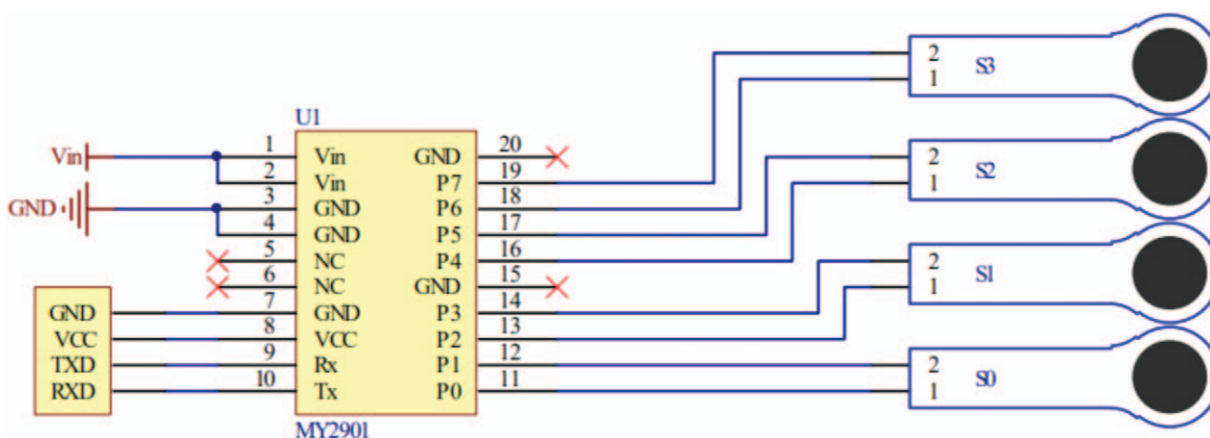 U1
Vin 1 Vin GND 20
2 Vin P7 19
GND 3 GND P6 18
4 GND P5 17
5 NC P4 16
6 NC GND 15
GND 7 GND P3 14
VCC 8 VCC P2 13
TXD 9 Rx P1 12
RXD 10 Tx P0 11
MY2901
2
1 S3
2
1 S2
2
1 S1
2
1 S0